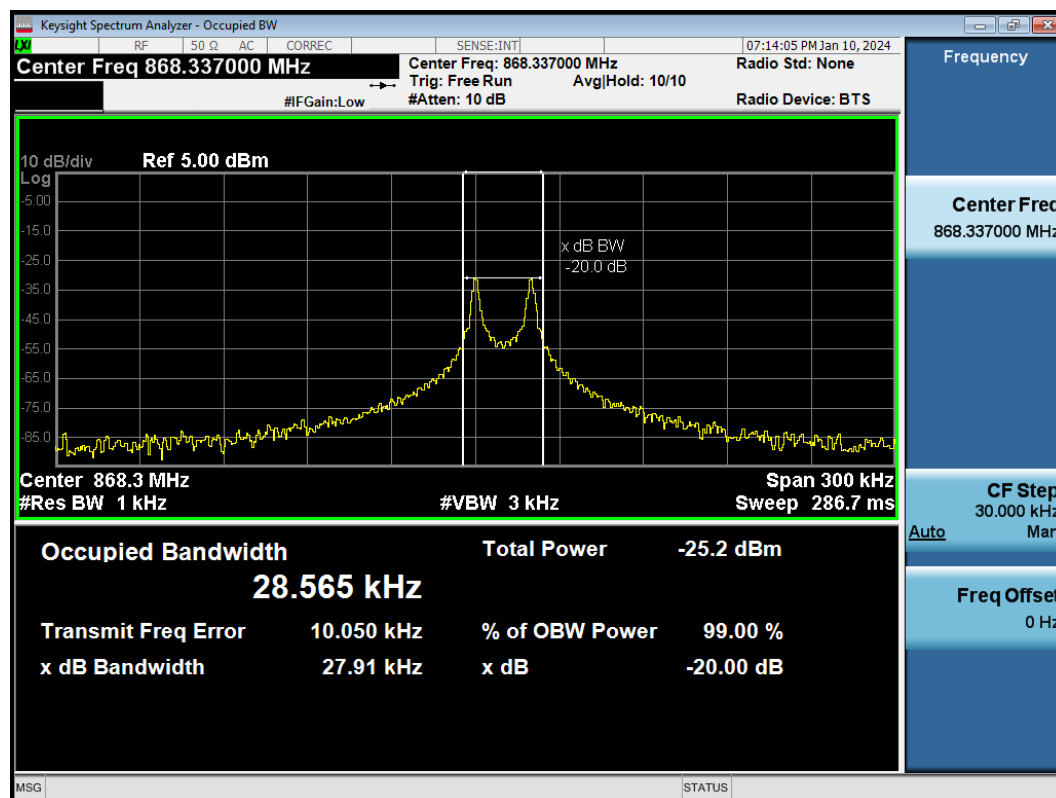 Keysight Spectrum Analyzer - Occupied BW
LXI RF 50 Ω AC CORREC SENSE:INT 07:14:05 PM Jan 10, 2024
Center Freq 868.337000 MHz Center Freq: 868.337000 MHz Radio Std: None
Trig: Free Run Avg|Hold: 10/10
#IFGain:Low #Atten: 10 dB Radio Device: BTS
10 dB/div Ref 5.00 dBm
Log
-5.00
-15.0
-25.0
-35.0
-45.0
-55.0
-65.0
-75.0
-85.0
x dB BW
-20.0 dB
Center 868.3 MHz Span 300 kHz
#Res BW 1 kHz #VBW 3 kHz Sweep 286.7 ms
Occupied Bandwidth Total Power -25.2 dBm
28.565 kHz
Transmit Freq Error 10.050 kHz % of OBW Power 99.00 %
x dB Bandwidth 27.91 kHz x dB -20.00 dB
MSG STATUS
Frequency
Center Freq
868.337000 MHz
CF Step
30.000 kHz
Auto Man
Freq Offset
0 Hz